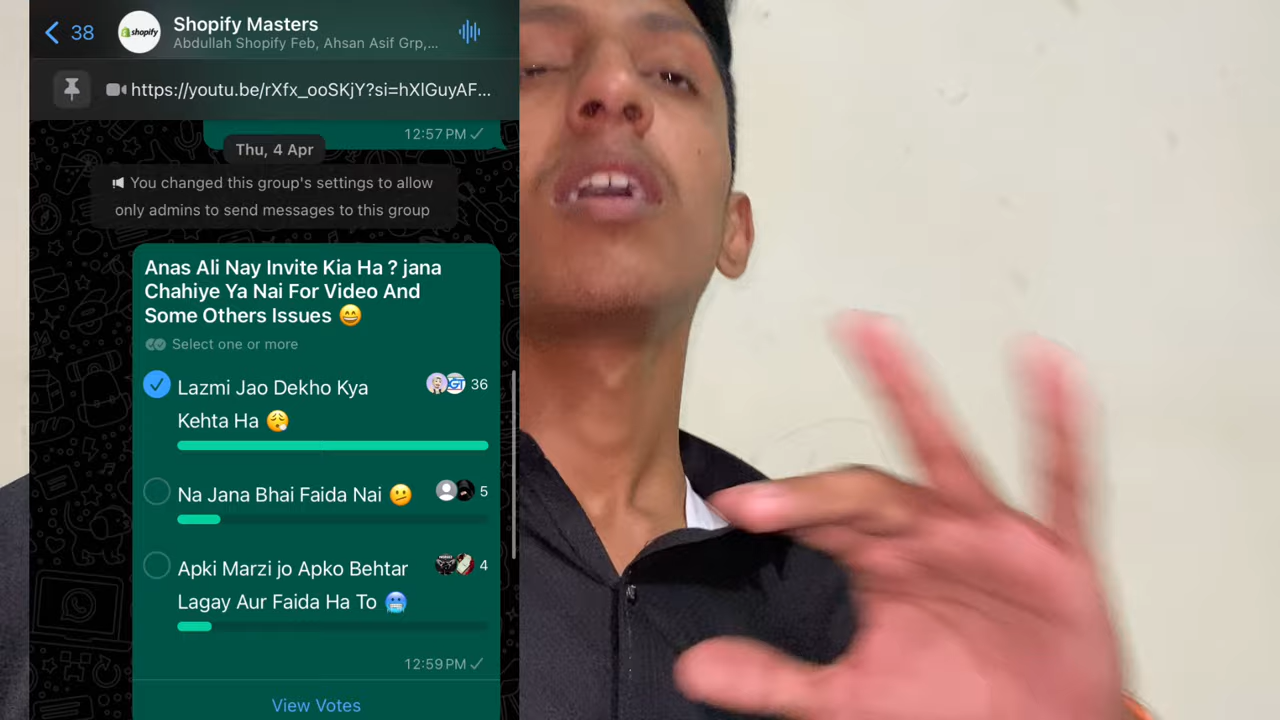 38
shopify
Shopify Masters
Abdullah Shopify Feb, Ahsan Asif Grp,...
https://youtu.be/rXfx_ooSKjY?si=hXIGuyAF...
12:57 PM
Thu, 4 Apr
You changed this group's settings to allow
only admins to send messages to this group
Anas Ali Nay Invite Kia Ha ? jana
Chahiye Ya Nai For Video And
Some Others Issues 😄
Select one or more
Lazmi Jao Dekho Kya
Kehta Ha 😮‍💨
36
Na Jana Bhai Faida Nai 🫤
5
Apki Marzi jo Apko Behtar
Lagay Aur Faida Ha To 🥶
4
12:59 PM
View Votes